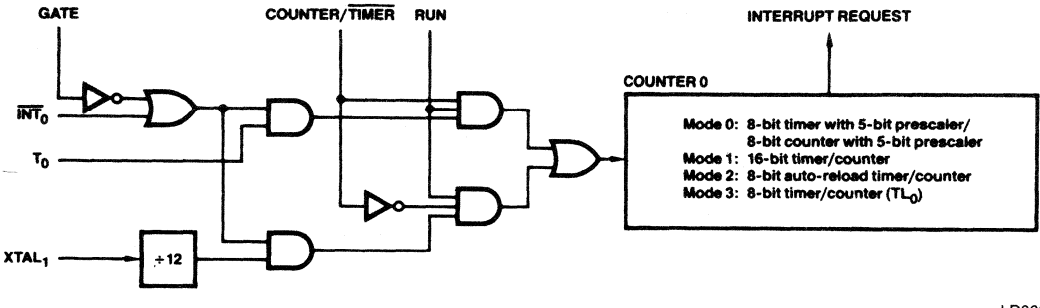 GATE
COUNTER/TIMER
RUN
INTERRUPT REQUEST
COUNTER 0
INT0
T0
XTAL1
÷12
Mode 0: 8-bit timer with 5-bit prescaler/
8-bit counter with 5-bit prescaler
Mode 1: 16-bit timer/counter
Mode 2: 8-bit auto-reload timer/counter
Mode 3: 8-bit timer/counter (TL0)